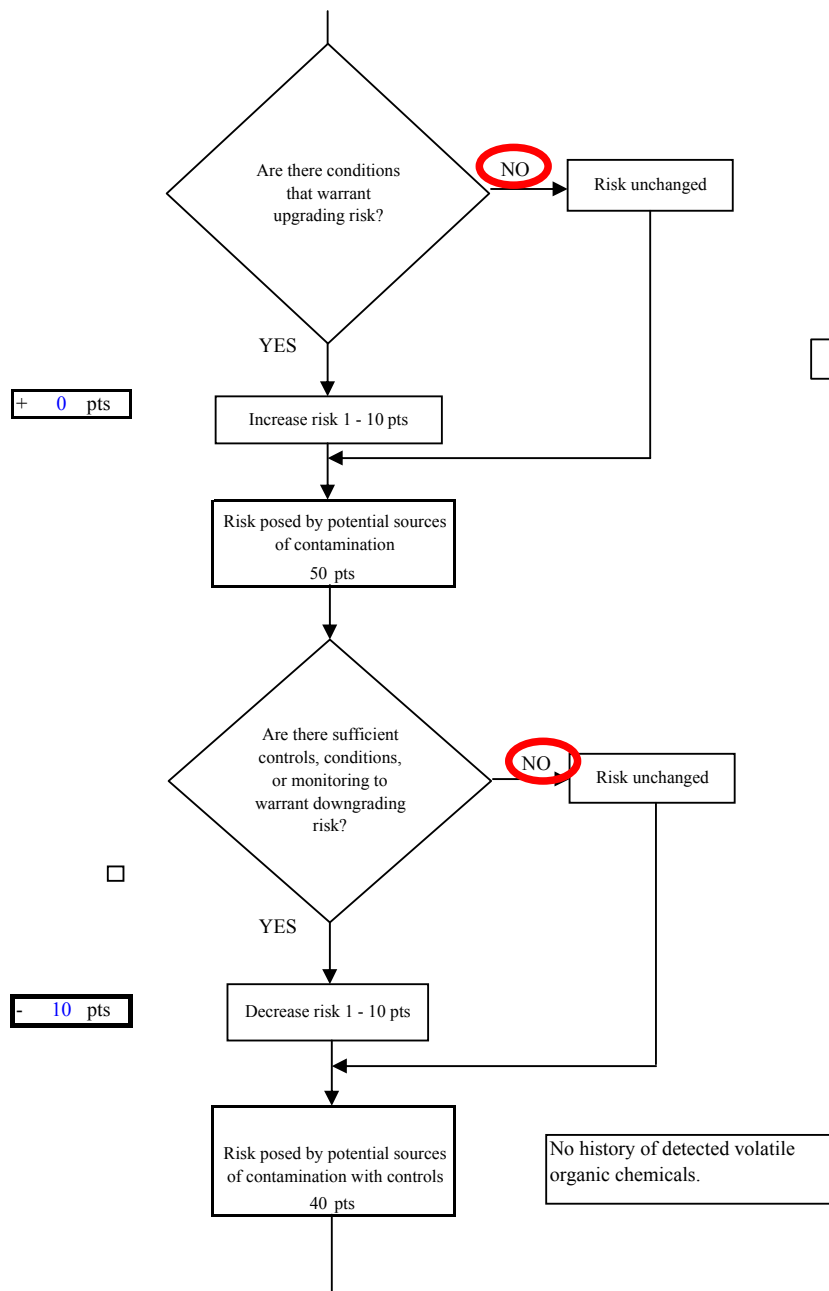 Are there conditions
that warrant
upgrading risk?
NO
Risk unchanged
YES
+ 0 pts
Increase risk 1 - 10 pts
Risk posed by potential sources
of contamination
50 pts
Are there sufficient
controls, conditions,
or monitoring to
warrant downgrading
risk?
NO
Risk unchanged
YES
- 10 pts
Decrease risk 1 - 10 pts
Risk posed by potential sources
of contamination with controls
40 pts
No history of detected volatile
organic chemicals.